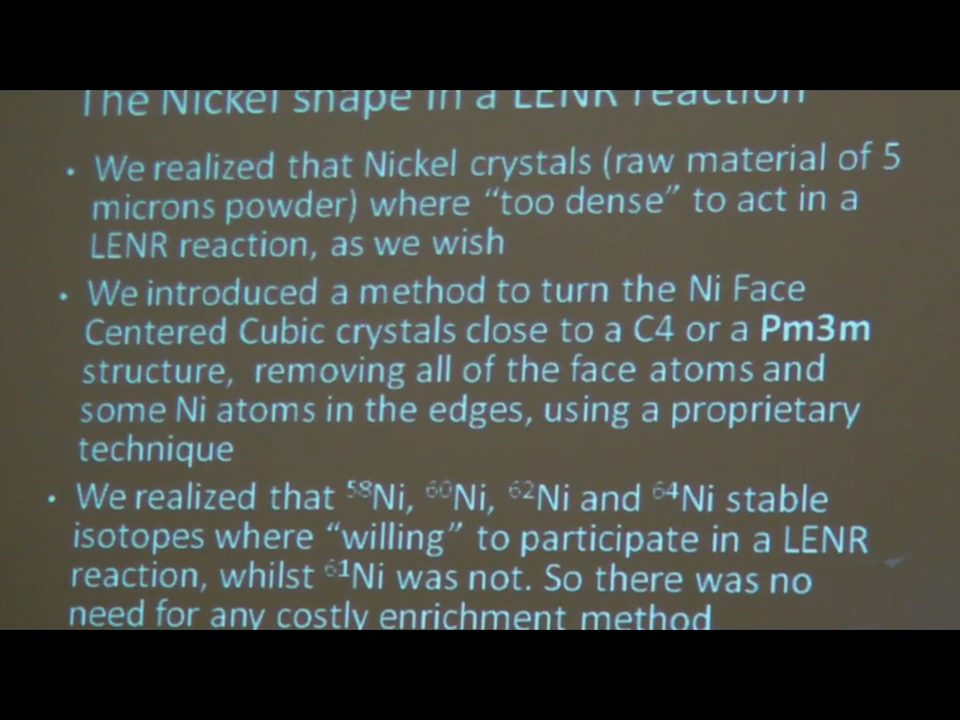 The Nickel shape in a LENR reaction
• We realized that Nickel crystals (raw material of 5
microns powder) where “too dense” to act in a
LENR reaction, as we wish
• We introduced a method to turn the Ni Face
Centered Cubic crystals close to a C4 or a Pm3m
structure, removing all of the face atoms and
some Ni atoms in the edges, using a proprietary
technique
• We realized that ⁵⁸Ni, ⁶⁰Ni, ⁶²Ni and ⁶⁴Ni stable
isotopes where “willing” to participate in a LENR
reaction, whilst ⁶¹Ni was not. So there was no
need for any costly enrichment method